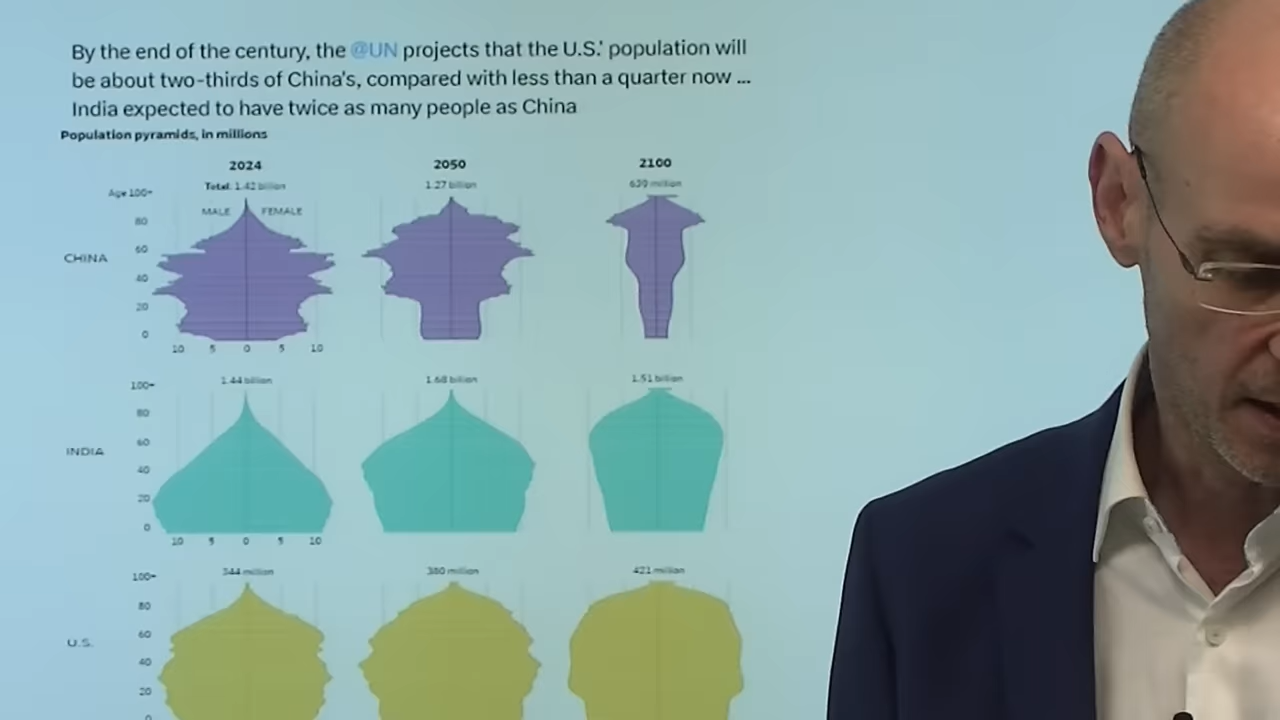 By the end of the century, the @UN projects that the U.S.' population will
be about two-thirds of China's, compared with less than a quarter now ...
India expected to have twice as many people as China
Population pyramids, in millions
2024 2050 2100
Total: 1.42 billion 1.27 billion 639 million
Age 100+
MALE FEMALE
80
60
CHINA
40
20
0
10 5 0 5 10
1.44 billion 1.68 billion 1.51 billion
100+
80
60
INDIA
40
20
0
10 5 0 5 10
344 million 380 million 421 million
100+
80
60
U.S.
40
20
0